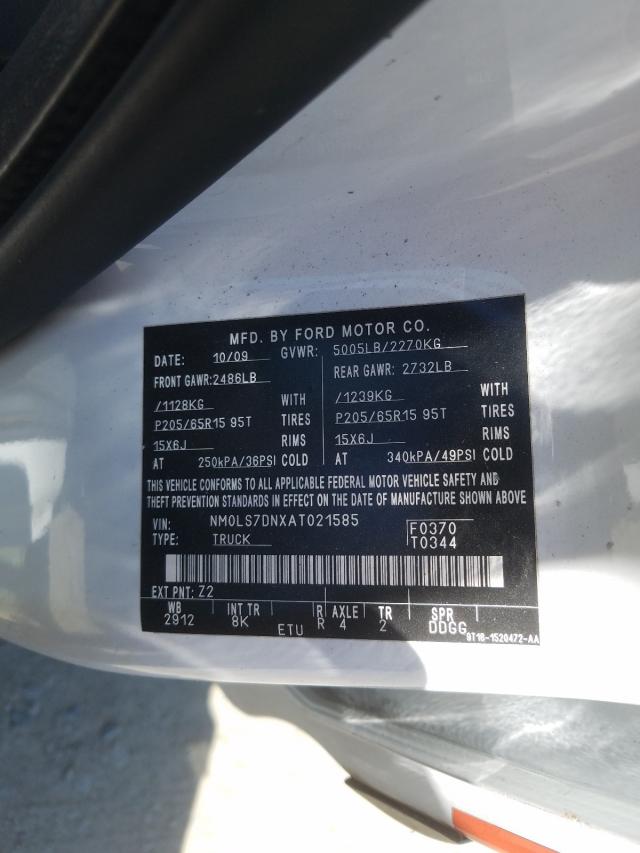 MFD. BY FORD MOTOR CO.
DATE: 10/09 GVWR: 5005LB/2270KG
FRONT GAWR: 2486LB REAR GAWR: 2732LB
/1128KG WITH /1239KG WITH
P205/65R15 95T TIRES P205/65R15 95T TIRES
15X6J RIMS 15X6J RIMS
AT 250kPA/36PSI COLD AT 340kPA/49PSI COLD
THIS VEHICLE CONFORMS TO ALL APPLICABLE FEDERAL MOTOR VEHICLE SAFETY AND
THEFT PREVENTION STANDARDS IN EFFECT ON THE DATE OF MANUFACTURE SHOWN ABOVE
VIN: NM0LS7DNXAT021585 F0370
TYPE: TRUCK T0344
EXT PNT: Z2
WB INT TR R AXLE TR SPR
2912 8K ETU R 4 2 DDGG
9T16-1520472-AA